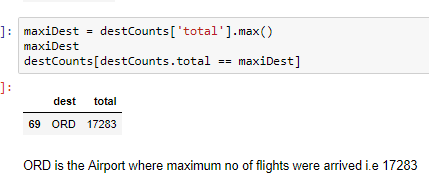 ]: maxiDest = destCounts['total'].max()
maxiDest
destCounts[destCounts.total == maxiDest]
]:
dest total
69 ORD 17283
ORD is the Airport where maximum no of flights were arrived i.e 17283